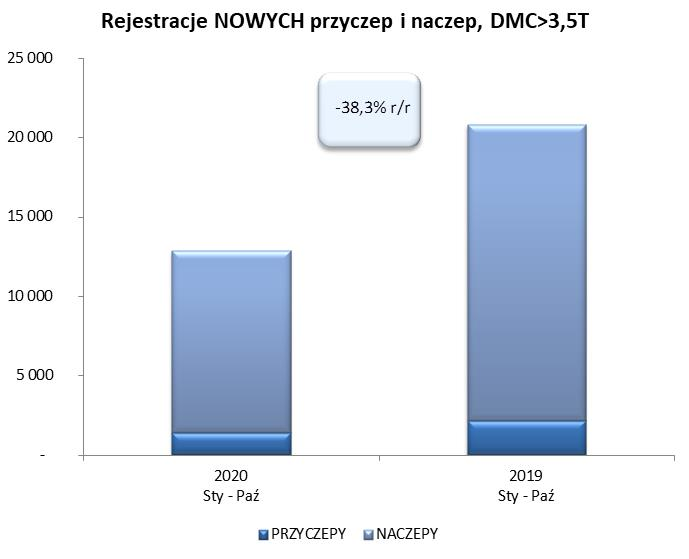 Rejestracje NOWYCH przyczep i naczep, DMC>3,5T
25 000
20 000
15 000
10 000
5 000
-
-38,3% r/r
2020
Sty - Paź
2019
Sty - Paź
PRZYCZEPY
NACZEPY